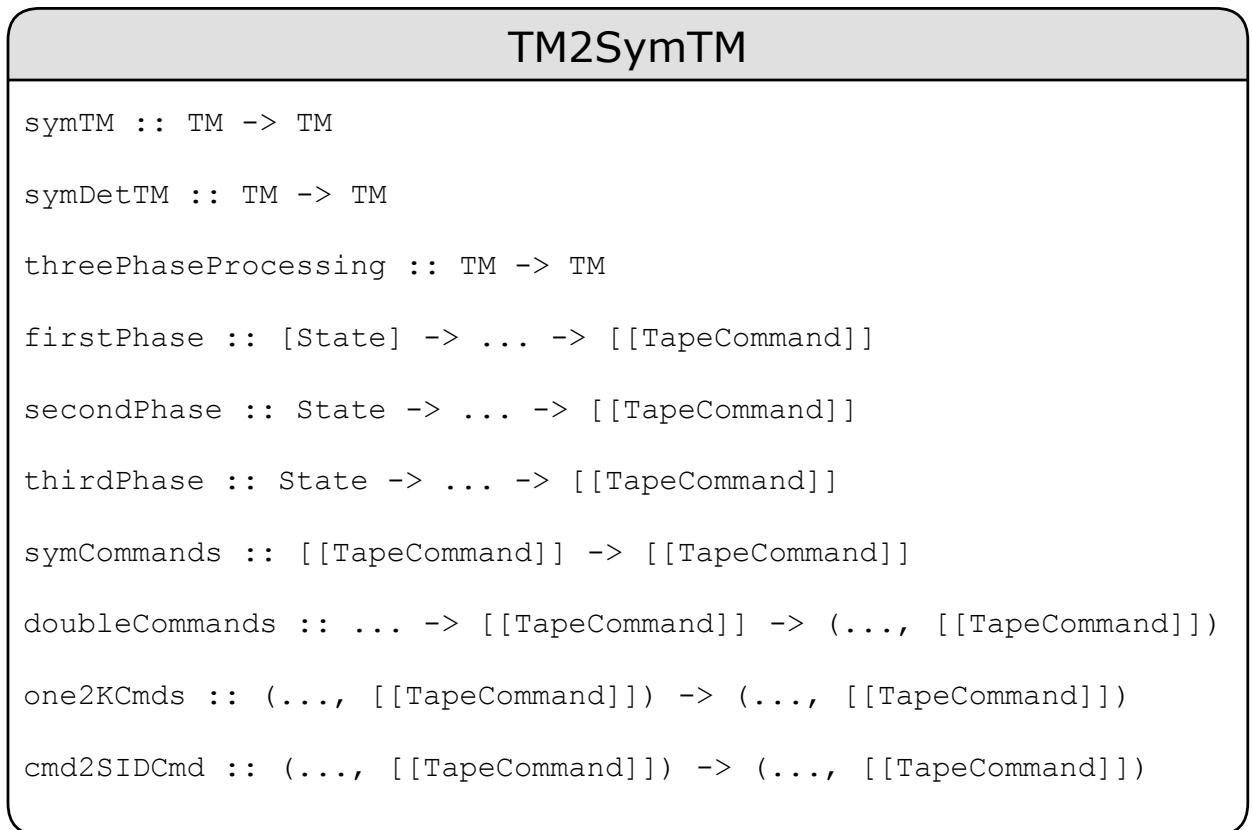 TM2SymTM
symTM :: TM -> TM
symDetTM :: TM -> TM
threePhaseProcessing :: TM -> TM
firstPhase :: [State] -> ... -> [[TapeCommand]]
secondPhase :: State -> ... -> [[TapeCommand]]
thirdPhase :: State -> ... -> [[TapeCommand]]
symCommands :: [[TapeCommand]] -> [[TapeCommand]]
doubleCommands :: ... -> [[TapeCommand]] -> (..., [[TapeCommand]])
one2KCmds :: (..., [[TapeCommand]]) -> (..., [[TapeCommand]])
cmd2SIDCmd :: (..., [[TapeCommand]]) -> (..., [[TapeCommand]])